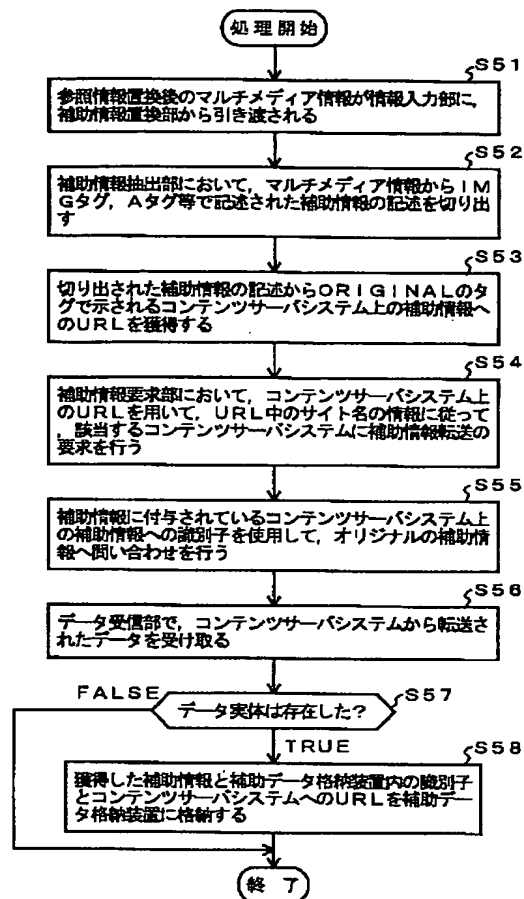 処理開始
S51
参照情報置換後のマルチメディア情報が情報入力部に，
補助情報置換部から引き渡される
S52
補助情報抽出部において，マルチメディア情報からIM
Gタグ，Aタグ等で記述された補助情報の記述を切り出
す
S53
切り出された補助情報の記述からORIGINALのタ
グで示されるコンテンツサーバシステム上の補助情報へ
のURLを獲得する
S54
補助情報要求部において，コンテンツサーバシステム上
のURLを用いて，URL中のサイト名の情報に従って
，該当するコンテンツサーバシステムに補助情報転送の
要求を行う
S55
補助情報に付与されているコンテンツサーバシステム上
の補助情報への識別子を使用して，オリジナルの補助情
報へ問い合わせを行う
S56
データ受信部で，コンテンツサーバシステムから転送さ
れたデータを受け取る
FALSE
S57
データ実体は存在した？
TRUE
S58
獲得した補助情報と補助データ格納装置内の識別子
とコンテンツサーバシステムへのURLを補助デー
タ格納装置に格納する
終了